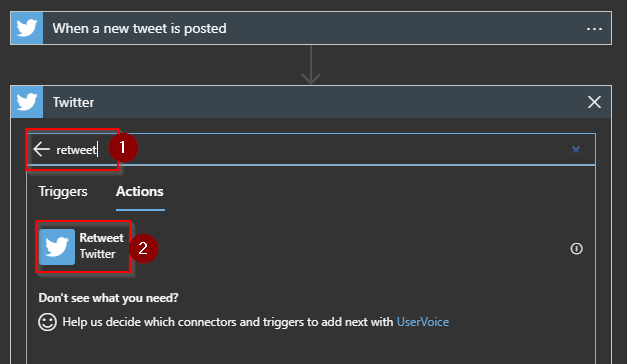 When a new tweet is posted
Twitter
retweet
1
Triggers
Actions
Retweet
2
Twitter
Don't see what you need?
Help us decide which connectors and triggers to add next with UserVoice